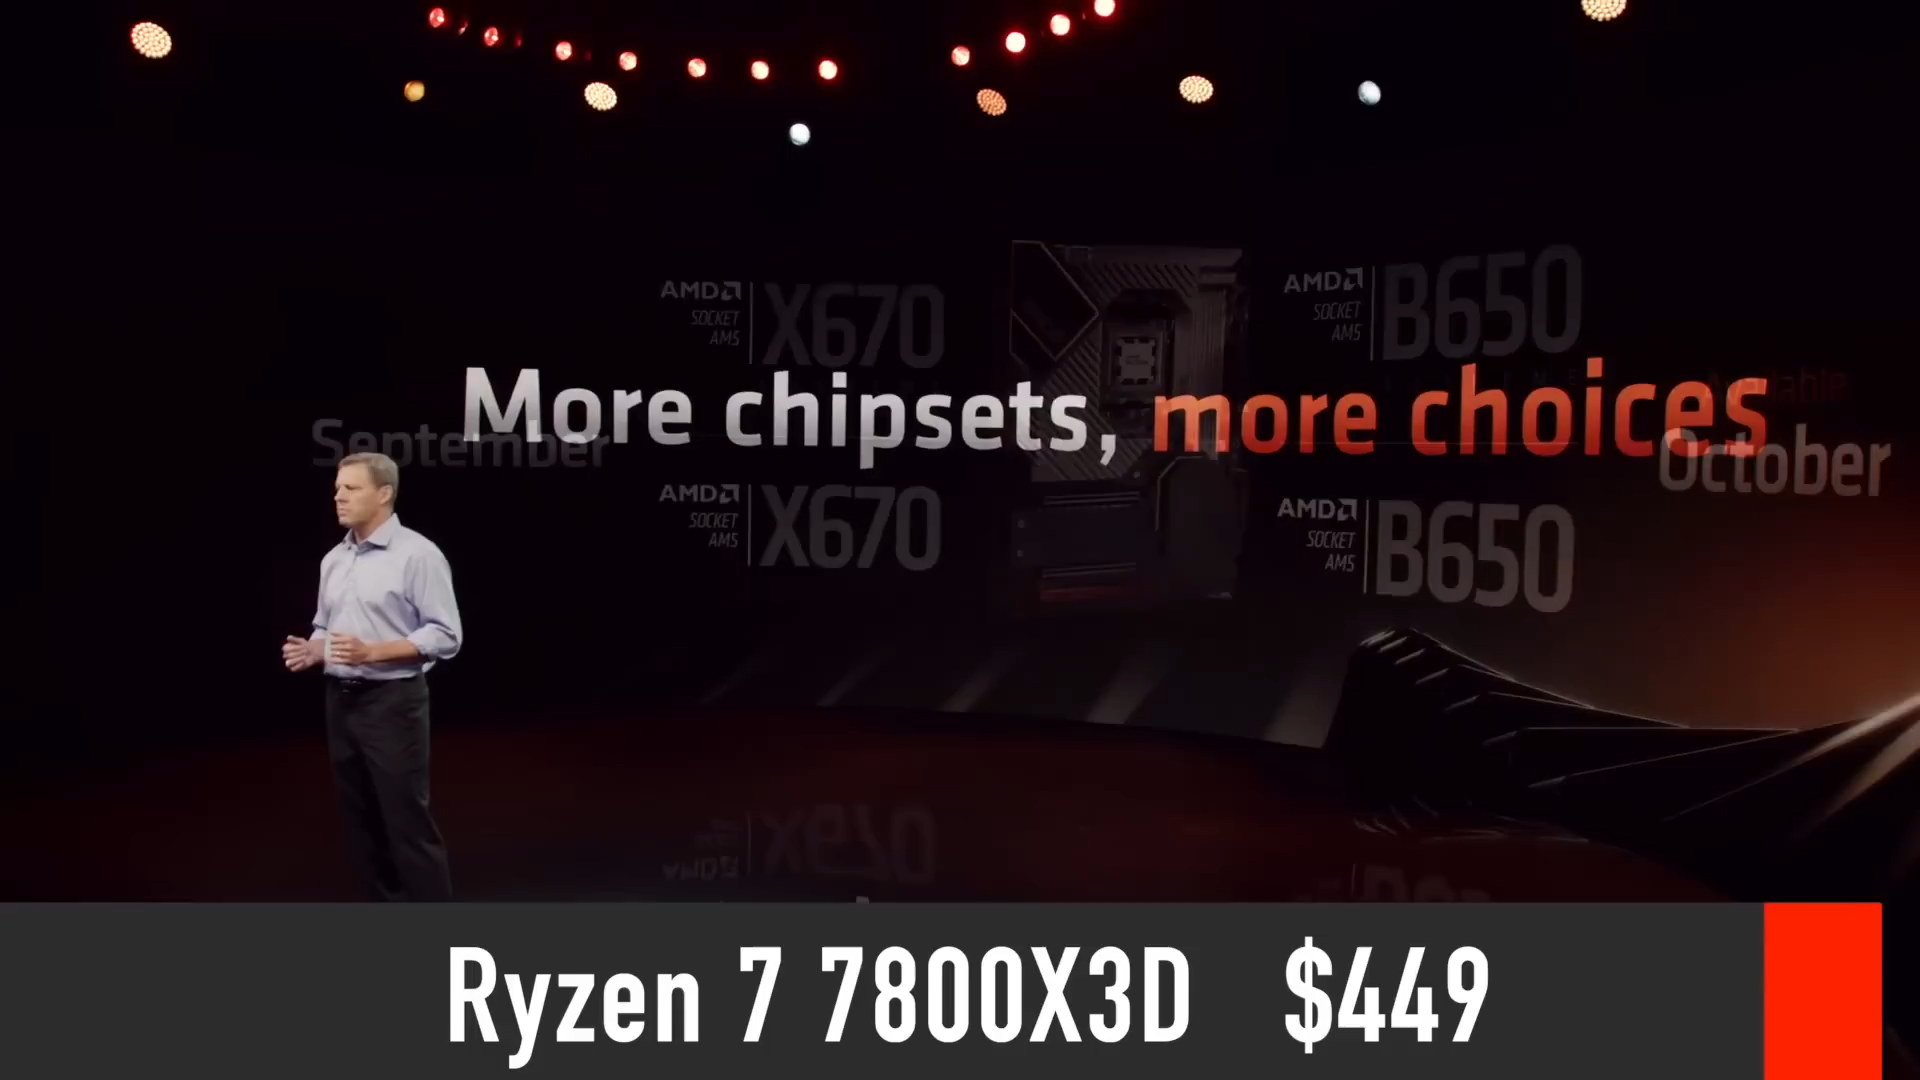 AMD
SOCKET
AM5
X670
AMD
SOCKET
AM5
B650
More chipsets, more choices
Available
September
October
AMD
SOCKET
AM5
X670
AMD
SOCKET
AM5
B650
Ryzen 7 7800X3D $449